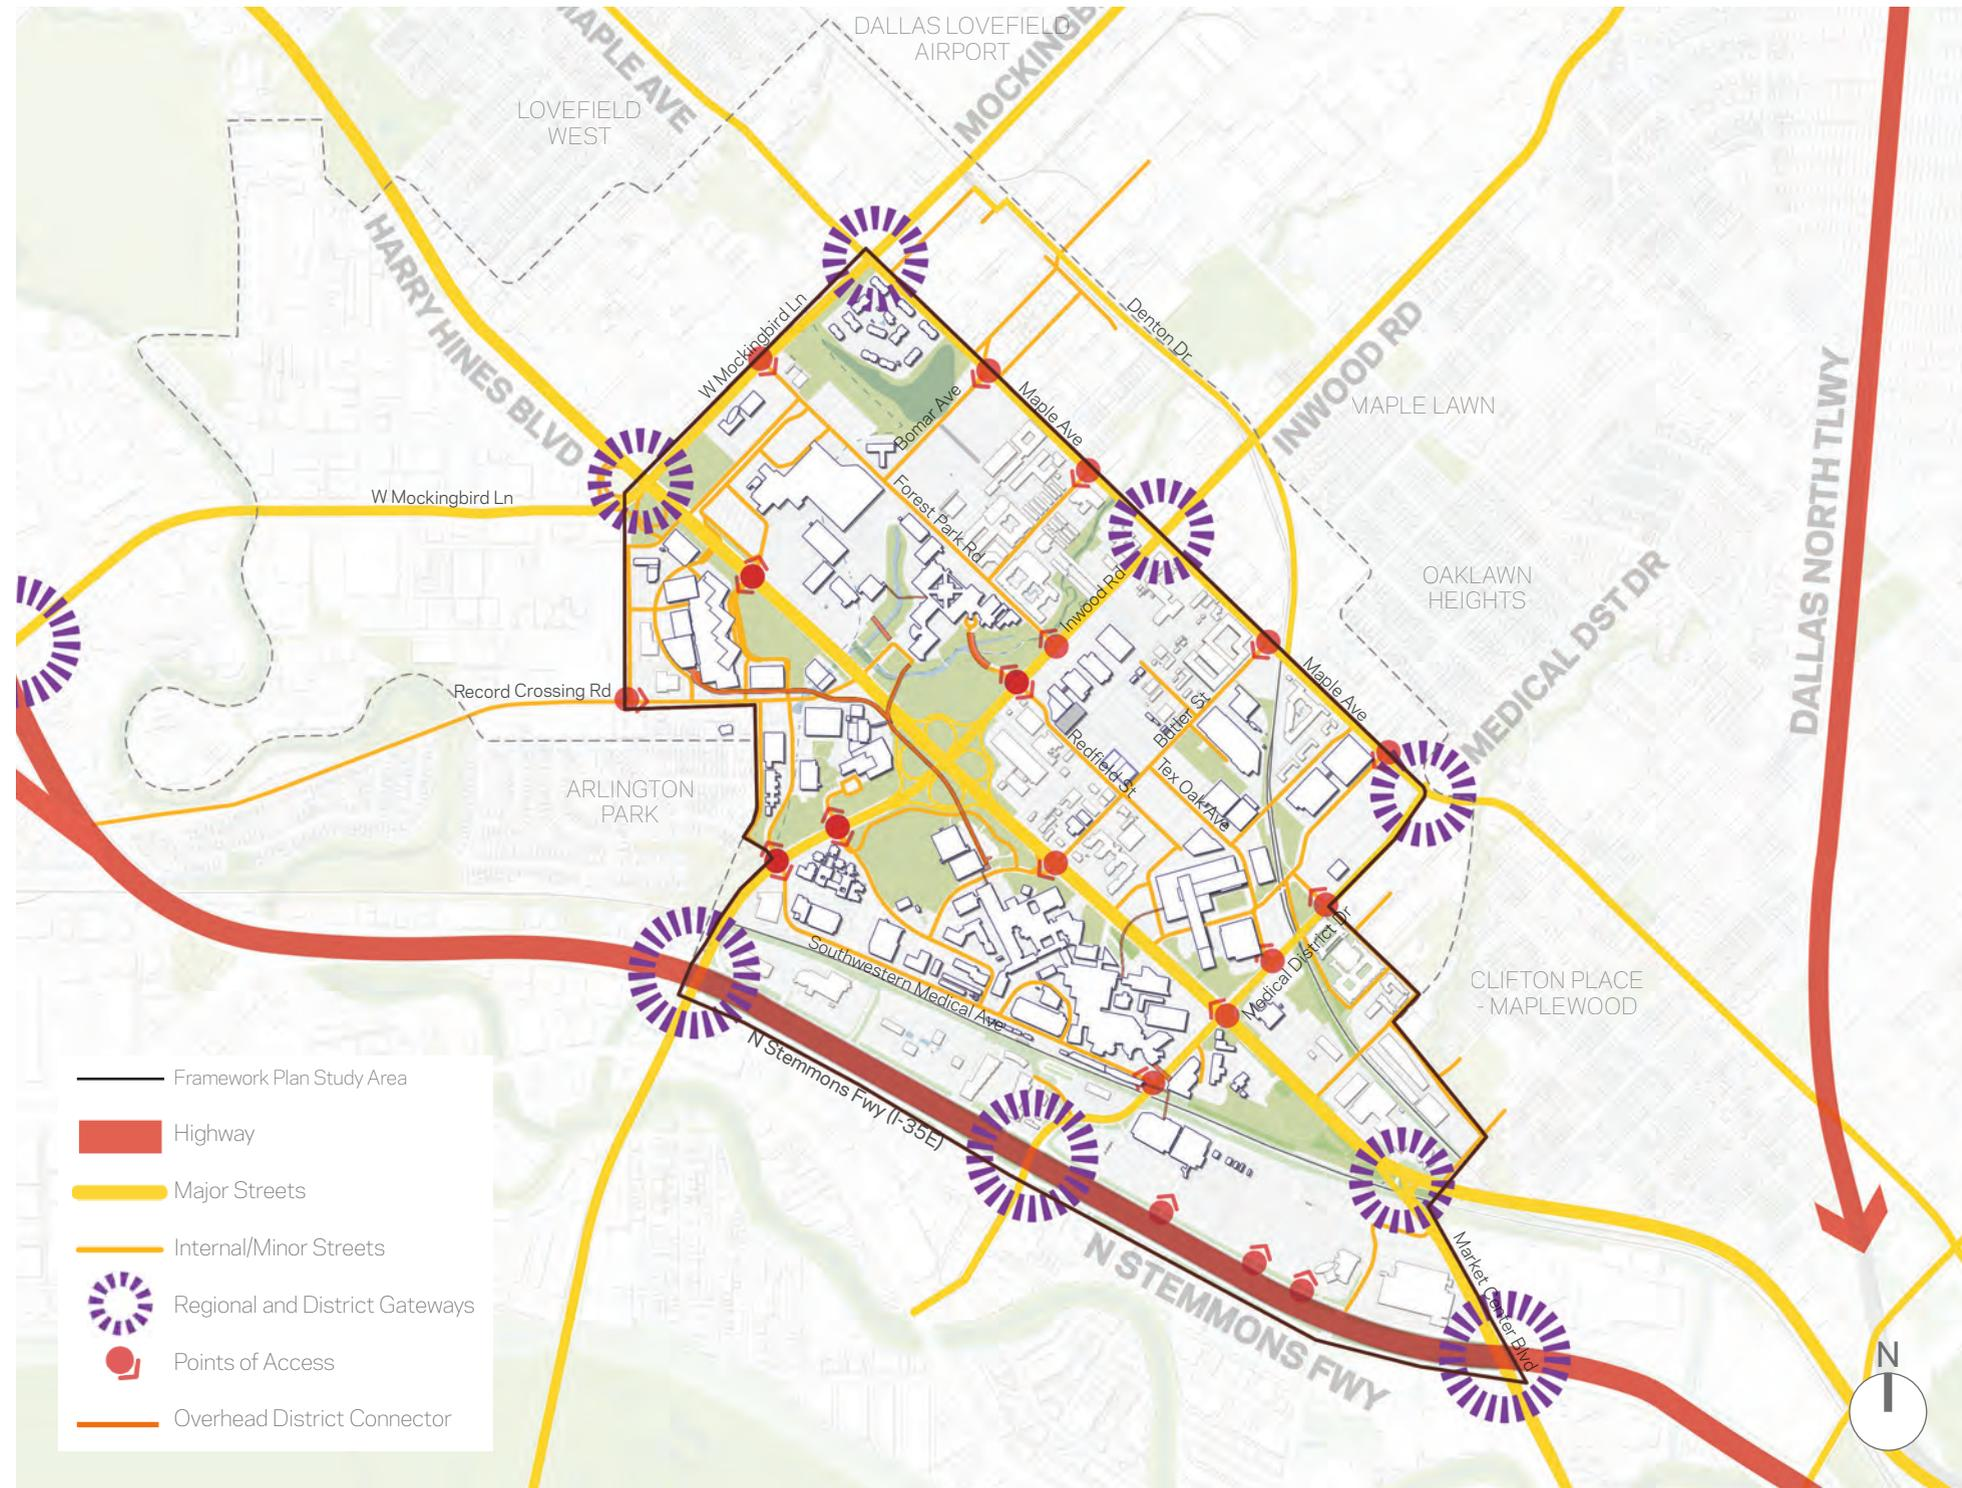 DALLAS LOVEFIELD
AIRPORT
MAPLE AVE
MOCKINGB
LOVEFIELD
WEST
HARRY HINES BLVD
W Mockingbird Ln
Denton Dr
INWOOD RD
MAPLE LAWN
DALLAS NORTH TLWY
Bomar Ave
Maple Ave
W Mockingbird Ln
Forest Park Rd
Inwood Rd
OAKLAWN
HEIGHTS
MEDICAL DST DR
Record Crossing Rd
Maple Ave
Butler St
Redfield St
Tex Oak Ave
ARLINGTON
PARK
Southwestern Medical Ave
Medical District Dr
CLIFTON PLACE
- MAPLEWOOD
N Stemmons Fwy (I-35E)
N STEMMONS FWY
Market Center Blvd
Framework Plan Study Area
Highway
Major Streets
Internal/Minor Streets
Regional and District Gateways
Points of Access
Overhead District Connector
N